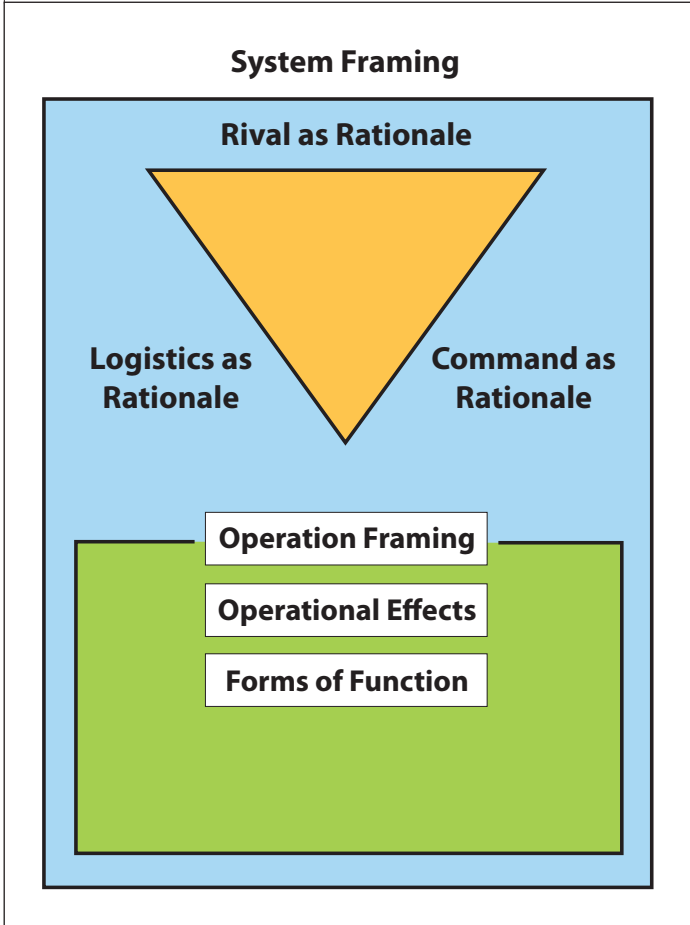 System Framing
Rival as Rationale
Logistics as
Rationale
Command as
Rationale
Operation Framing
Operational Effects
Forms of Function